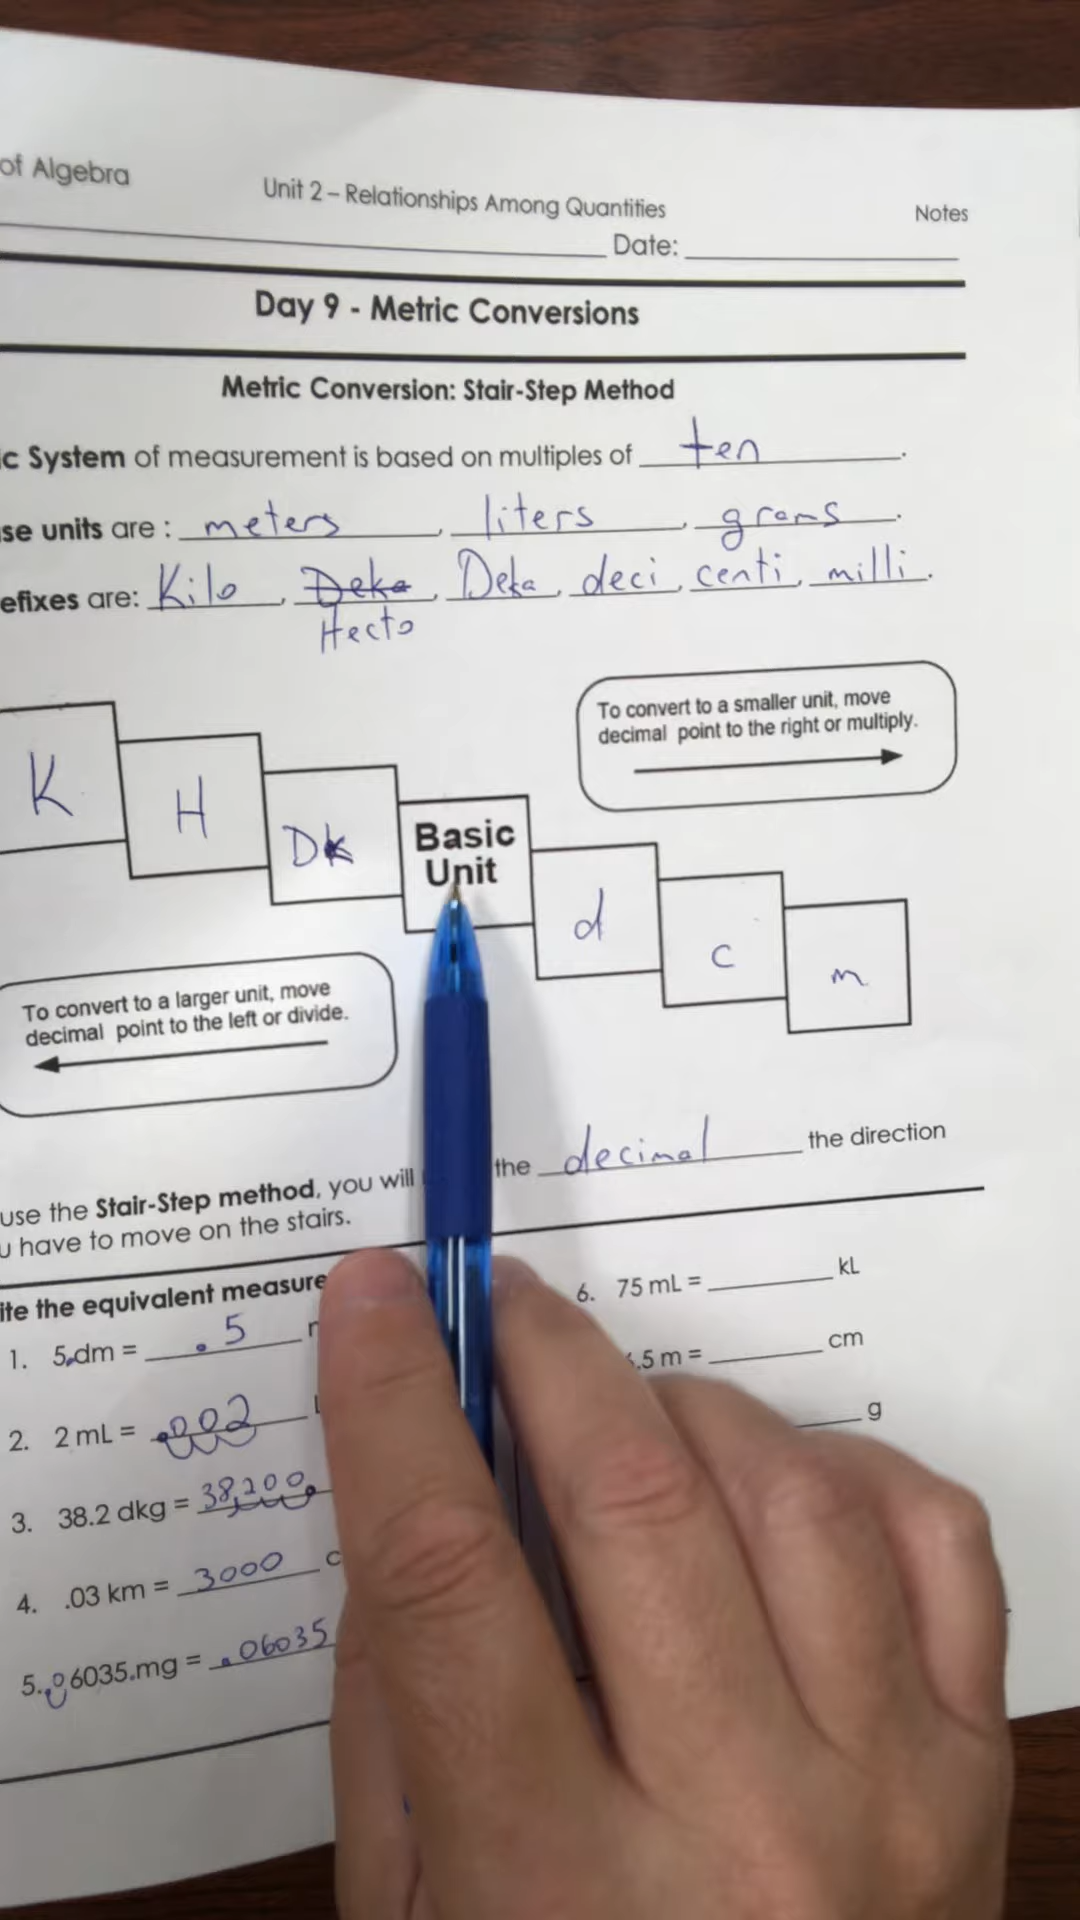 of Algebra
Unit 2 – Relationships Among Quantities
Notes
Date:
Day 9 - Metric Conversions
Metric Conversion: Stair-Step Method
ic System of measurement is based on multiples of ten.
se units are : meters, liters, grams.
efixes are: Kilo, Deka, Deka, deci, centi, milli.
Hecto
To convert to a smaller unit, move
decimal point to the right or multiply.
K
H
Dk
Basic
Unit
d
c
m
To convert to a larger unit, move
decimal point to the left or divide.
use the Stair-Step method, you will the decimal the direction
u have to move on the stairs.
ite the equivalent measure
1. 5.dm = .5
2. 2 mL = .002
3. 38.2 dkg = 38,200.
4. .03 km = 3000 c
5. .06035.mg = .06035
6. 75 mL = kL
.5 m = cm
g